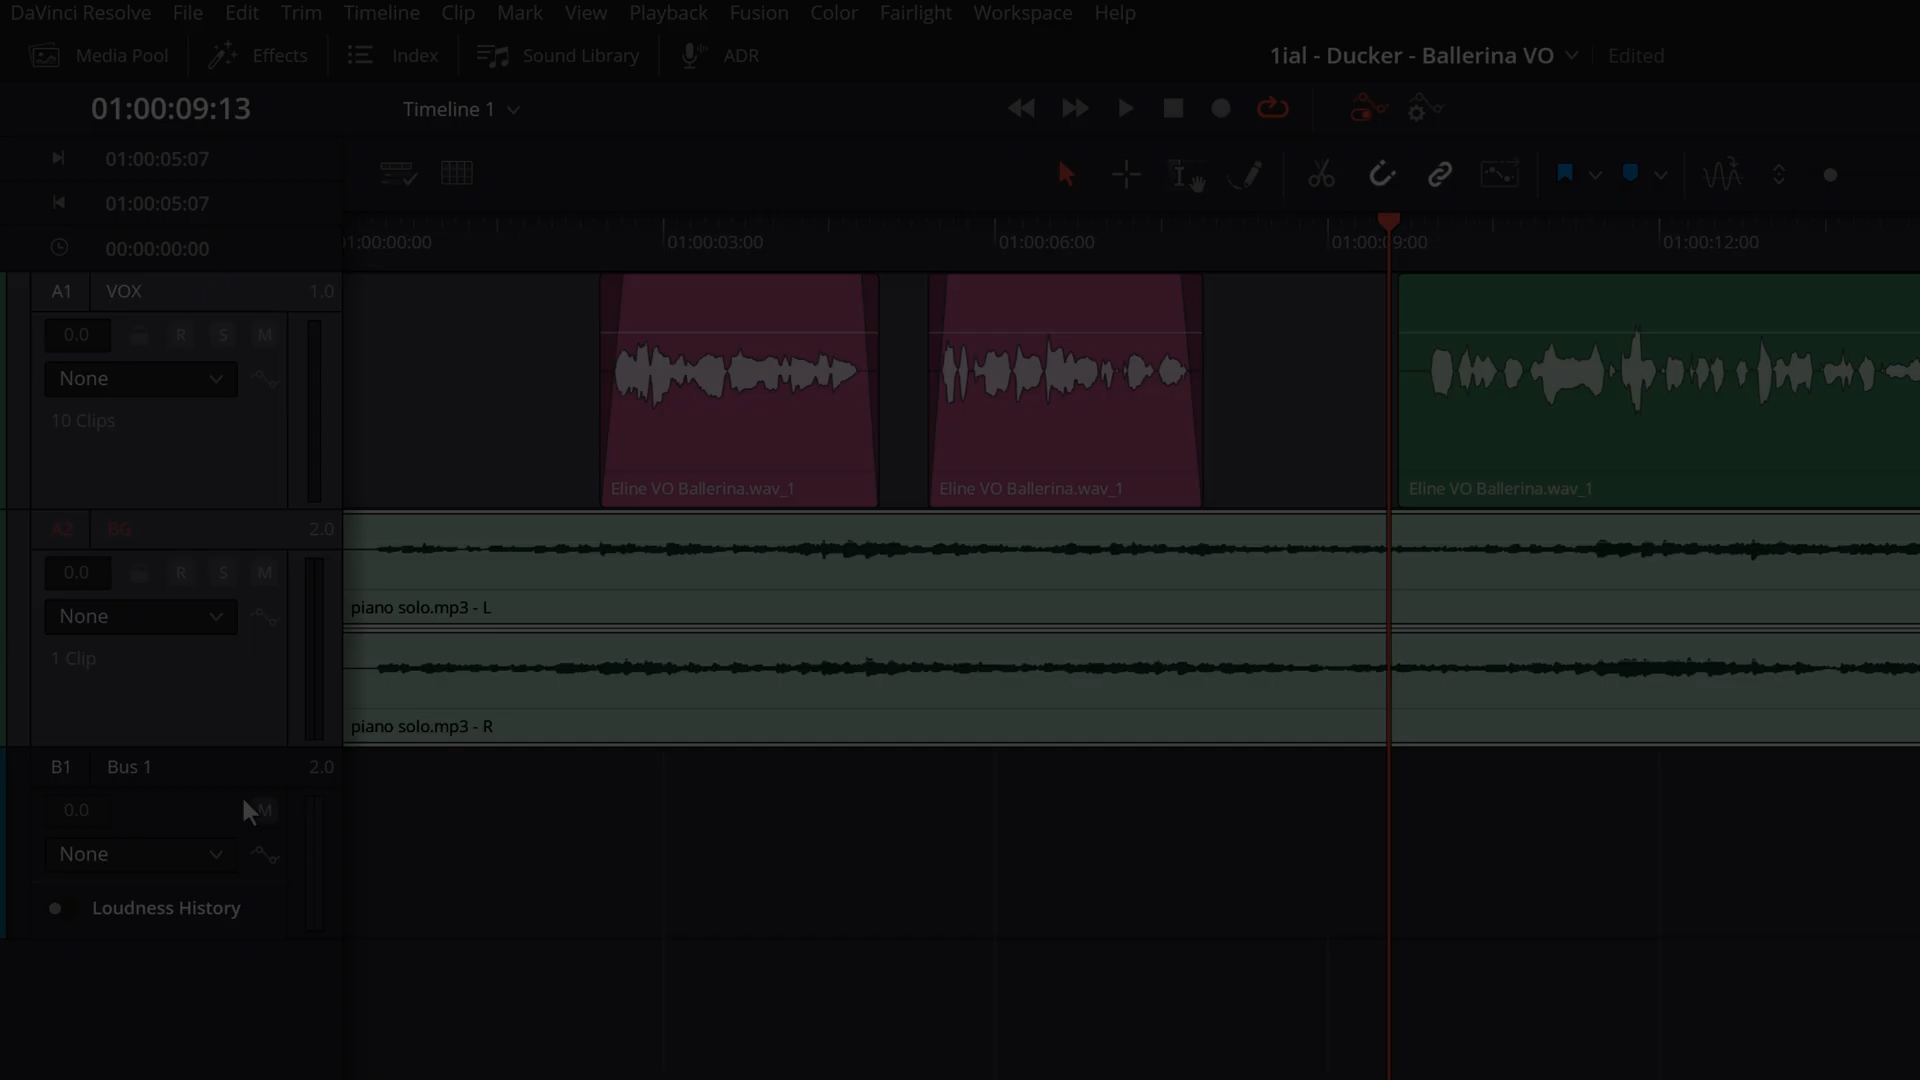 DaVinci Resolve File Edit Trim Timeline Clip Mark View Playback Fusion Color Fairlight Workspace Help
Media Pool Effects Index Sound Library ADR 1ial - Ducker - Ballerina VO Edited
01:00:09:13 Timeline 1
01:00:05:07
01:00:05:07
00:00:00:00
01:00:03:00 01:00:06:00 01:00:09:00 01:00:12:00
A1 VOX 1.0
0.0 R S M
None
10 Clips
Eline VO Ballerina.wav_1 Eline VO Ballerina.wav_1 Eline VO Ballerina.wav_1
A2 BG 2.0
0.0 R S M
piano solo.mp3 - L
None
1 Clip
piano solo.mp3 - R
B1 Bus 1 2.0
0.0 M
None
Loudness History